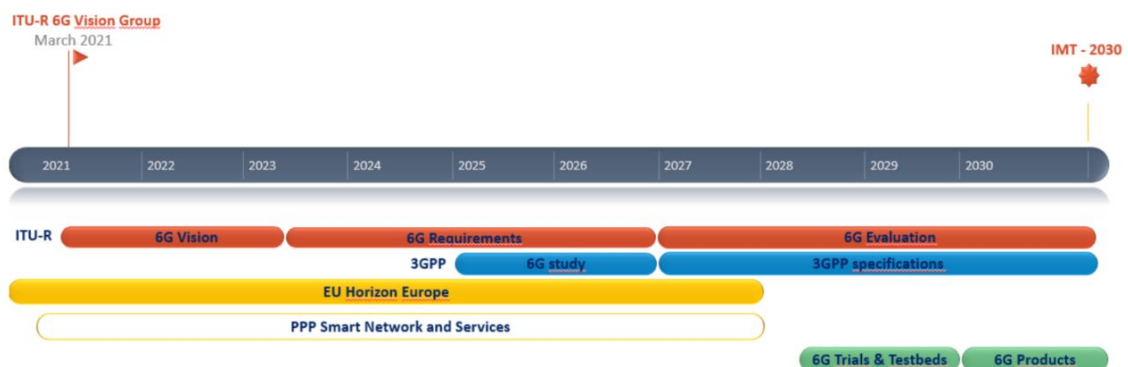 ITU-R 6G Vision Group
March 2021
IMT - 2030
2021 2022 2023 2024 2025 2026 2027 2028 2029 2030
ITU-R 6G Vision 6G Requirements 6G Evaluation
3GPP 6G study 3GPP specifications
EU Horizon Europe
PPP Smart Network and Services
6G Trials & Testbeds 6G Products